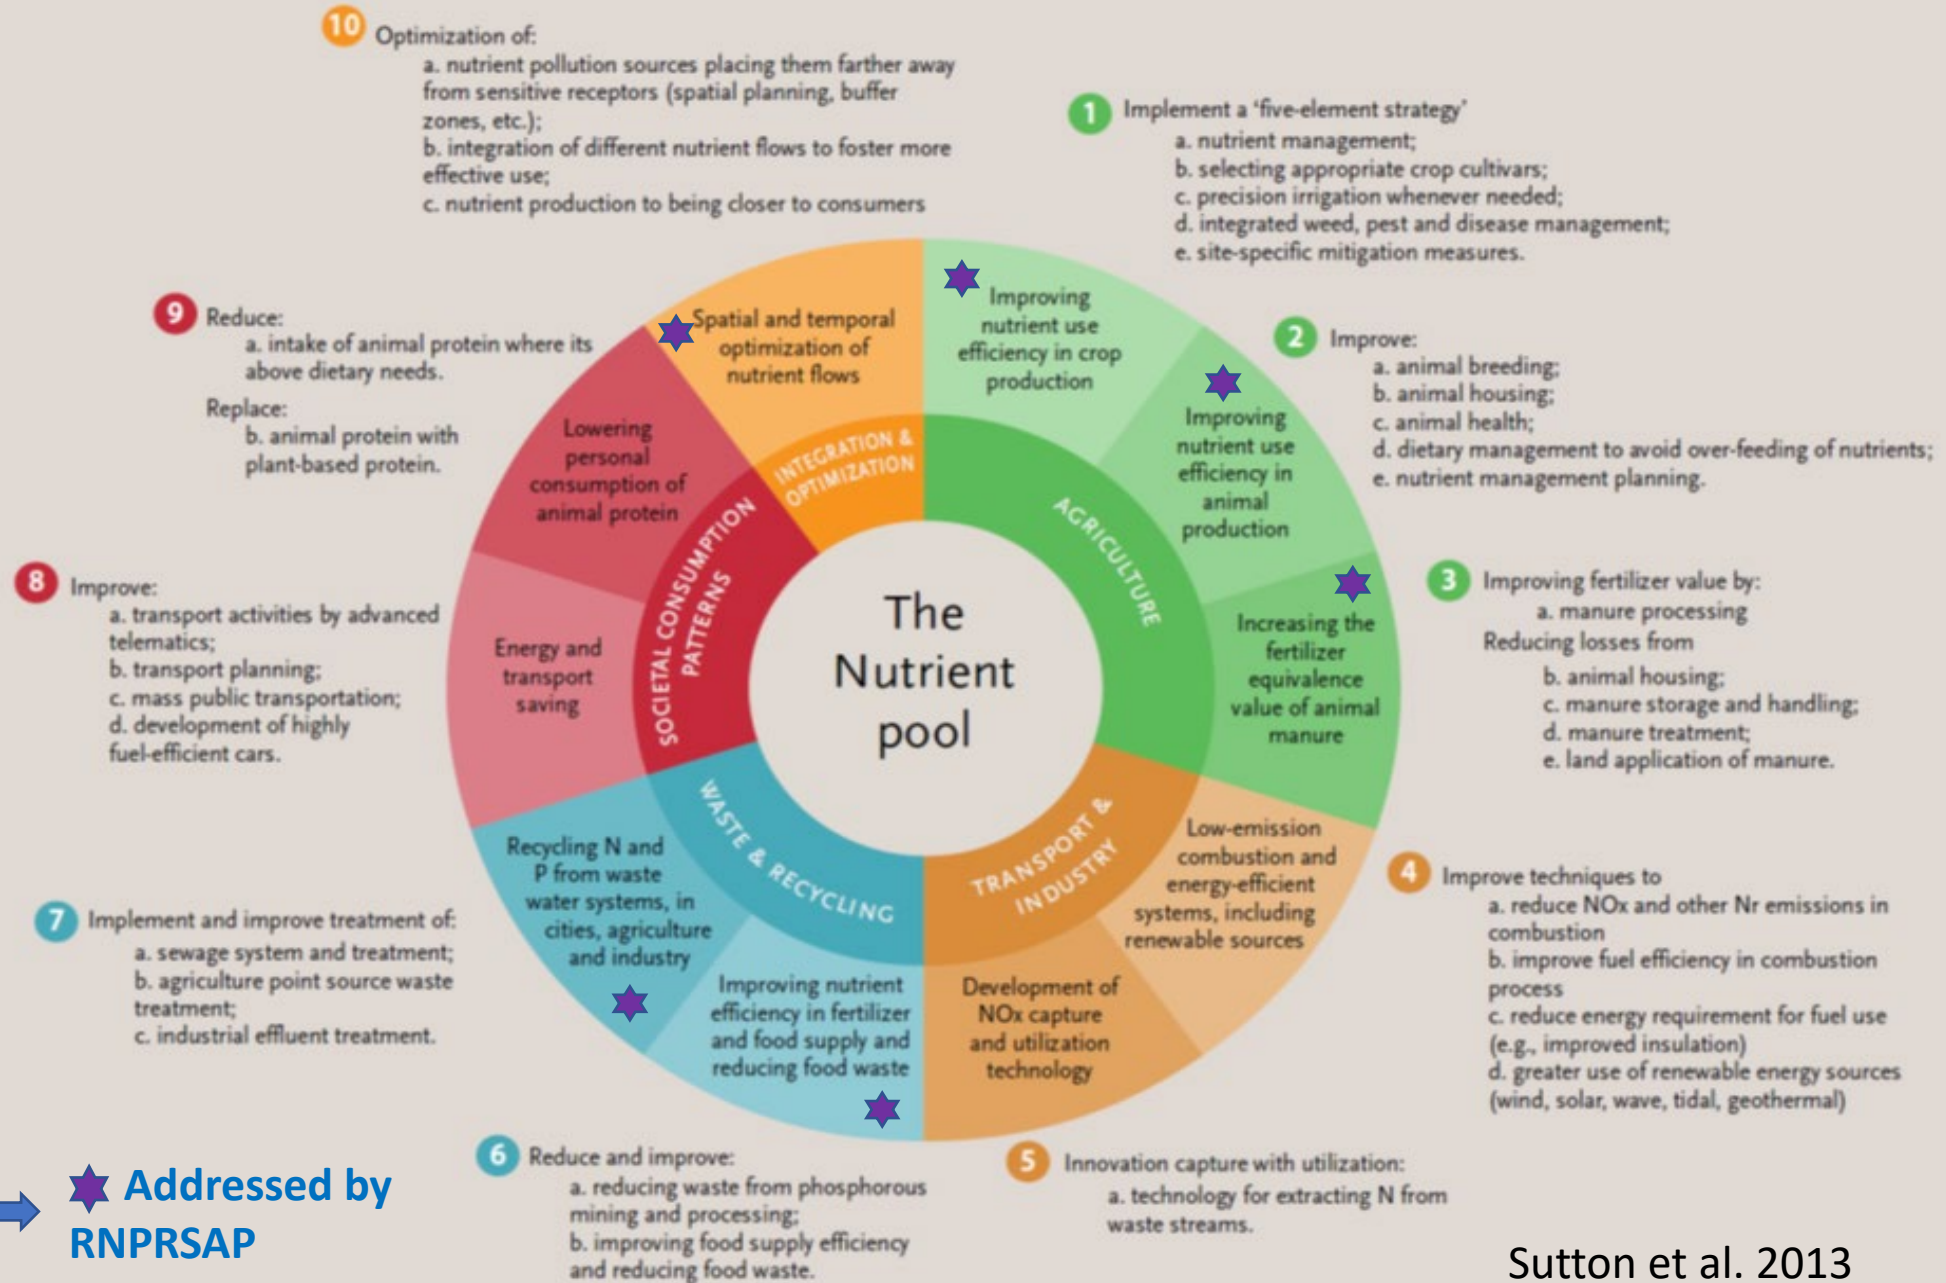 10
Optimization of:
a. nutrient pollution sources placing them farther away
from sensitive receptors (spatial planning, buffer
zones, etc.);
b. integration of different nutrient flows to foster more
effective use;
c. nutrient production to being closer to consumers
1
Implement a ‘five-element strategy’
a. nutrient management;
b. selecting appropriate crop cultivars;
c. precision irrigation whenever needed;
d. integrated weed, pest and disease management;
e. site-specific mitigation measures.
2
Improve:
a. animal breeding;
b. animal housing;
c. animal health;
d. dietary management to avoid over-feeding of nutrients;
e. nutrient management planning.
3
Improving fertilizer value by:
a. manure processing
Reducing losses from
b. animal housing;
c. manure storage and handling;
d. manure treatment;
e. land application of manure.
4
Improve techniques to
a. reduce NOx and other Nr emissions in
combustion
b. improve fuel efficiency in combustion
process
c. reduce energy requirement for fuel use
(e.g., improved insulation)
d. greater use of renewable energy sources
(wind, solar, wave, tidal, geothermal)
5
Innovation capture with utilization:
a. technology for extracting N from
waste streams.
6
Reduce and improve:
a. reducing waste from phosphorous
mining and processing;
b. improving food supply efficiency
and reducing food waste.
7
Implement and improve treatment of:
a. sewage system and treatment;
b. agriculture point source waste
treatment;
c. industrial effluent treatment.
8
Improve:
a. transport activities by advanced
telematics;
b. transport planning;
c. mass public transportation;
d. development of highly
fuel-efficient cars.
9
Reduce:
a. intake of animal protein where its
above dietary needs.
Replace:
b. animal protein with
plant-based protein.
Spatial and temporal
optimization of
nutrient flows
Improving
nutrient use
efficiency in crop
production
Improving
nutrient use
efficiency in
animal
production
Increasing the
fertilizer
equivalence
value of animal
manure
Low-emission
combustion and
energy-efficient
systems, including
renewable sources
Development of
NOx capture
and utilization
technology
Improving nutrient
efficiency in fertilizer
and food supply and
reducing food waste
Recycling N and
P from waste
water systems, in
cities, agriculture
and industry
Energy and
transport
saving
Lowering
personal
consumption of
animal protein
INTEGRATION &
OPTIMIZATION
AGRICULTURE
TRANSPORT &
INDUSTRY
WASTE & RECYCLING
SOCIETAL CONSUMPTION
PATTERNS
The
Nutrient
pool
Addressed by
RNPRSAP
Sutton et al. 2013